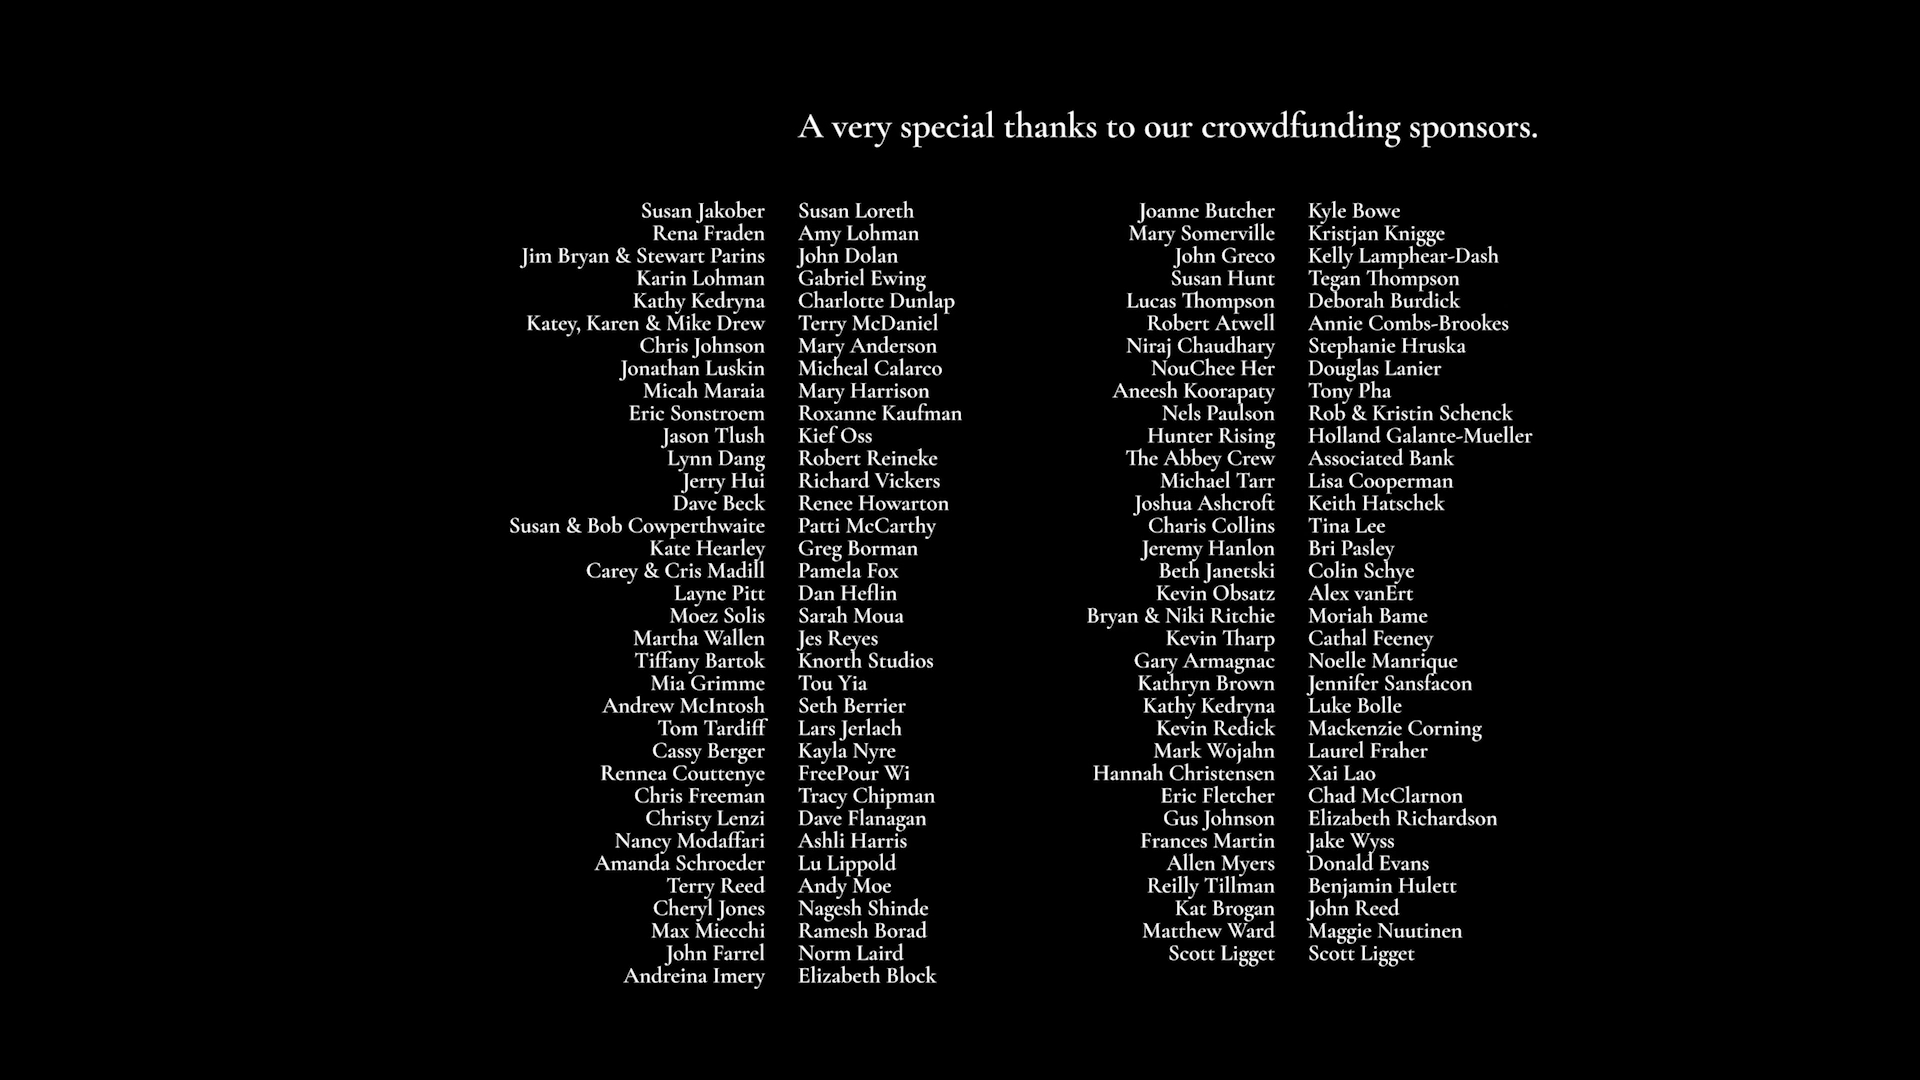 A very special thanks to our crowdfunding sponsors.
Susan Jakober Susan Loreth Joanne Butcher Kyle Bowe
Rena Fraden Amy Lohman Mary Somerville Kristjan Knigge
Jim Bryan & Stewart Parins John Dolan John Greco Kelly Lamphear-Dash
Karin Lohman Gabriel Ewing Susan Hunt Tegan Thompson
Kathy Kedryna Charlotte Dunlap Lucas Thompson Deborah Burdick
Katey, Karen & Mike Drew Terry McDaniel Robert Atwell Annie Combs-Brookes
Chris Johnson Mary Anderson Niraj Chaudhary Stephanie Hruska
Jonathan Luskin Micheal Calarco NouChee Her Douglas Lanier
Micah Maraia Mary Harrison Aneesh Koorapaty Tony Pha
Eric Sonstroem Roxanne Kaufman Nels Paulson Rob & Kristin Schenck
Jason Tlush Kief Oss Hunter Rising Holland Galante-Mueller
Lynn Dang Robert Reineke The Abbey Crew Associated Bank
Jerry Hui Richard Vickers Michael Tarr Lisa Cooperman
Dave Beck Renee Howarton Joshua Ashcroft Keith Hatschek
Susan & Bob Cowperthwaite Patti McCarthy Charis Collins Tina Lee
Kate Hearley Greg Borman Jeremy Hanlon Bri Pasley
Carey & Cris Madill Pamela Fox Beth Janetski Colin Schye
Layne Pitt Dan Heflin Kevin Obsatz Alex vanErt
Moez Solis Sarah Moua Bryan & Niki Ritchie Moriah Bame
Martha Wallen Jes Reyes Kevin Tharp Cathal Feeney
Tiffany Bartok Knorth Studios Gary Armagnac Noelle Manrique
Mia Grimme Tou Yia Kathryn Brown Jennifer Sansfacon
Andrew McIntosh Seth Berrier Kathy Kedryna Luke Bolle
Tom Tardiff Lars Jerlach Kevin Redick Mackenzie Corning
Cassy Berger Kayla Nyre Mark Wojahn Laurel Fraher
Rennea Couttenye FreePour Wi Hannah Christensen Xai Lao
Chris Freeman Tracy Chipman Eric Fletcher Chad McClarnon
Christy Lenzi Dave Flanagan Gus Johnson Elizabeth Richardson
Nancy Modaffari Ashli Harris Frances Martin Jake Wyss
Amanda Schroeder Lu Lippold Allen Myers Donald Evans
Terry Reed Andy Moe Reilly Tillman Benjamin Hulett
Cheryl Jones Nagesh Shinde Kat Brogan John Reed
Max Miecchi Ramesh Borad Matthew Ward Maggie Nuutinen
John Farrel Norm Laird Scott Ligget Scott Ligget
Andreina Imery Elizabeth Block